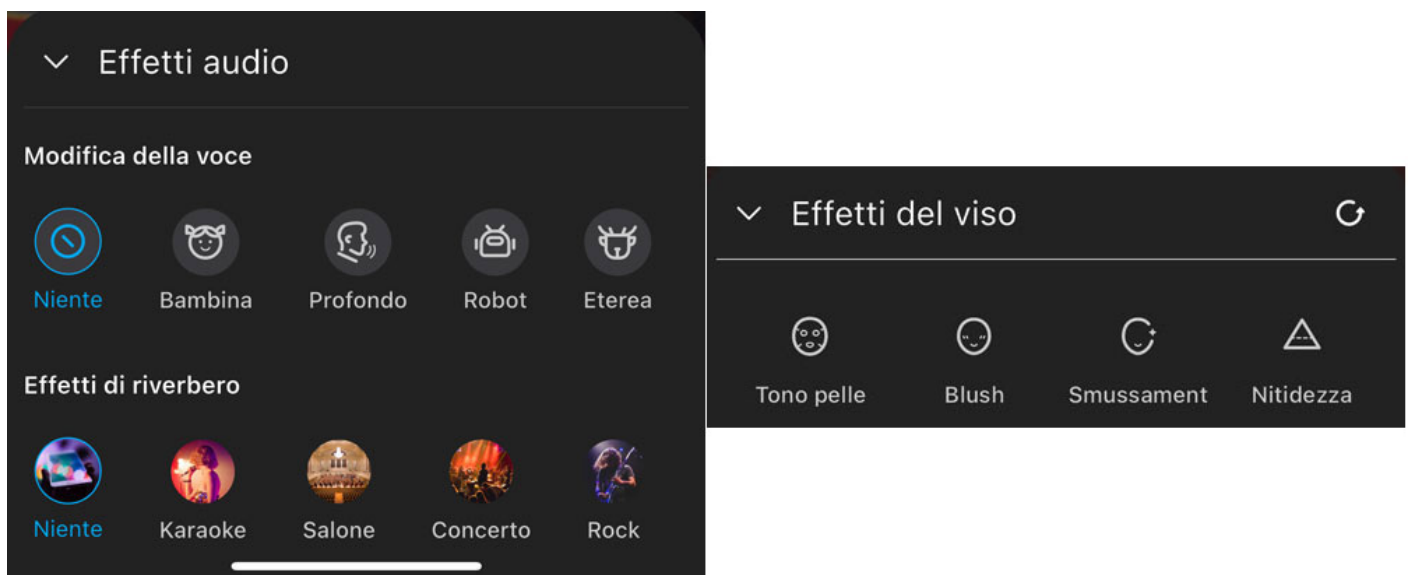 Effetti audio
Modifica della voce
Niente Bambina Profondo Robot Eterea
Effetti di riverbero
Niente Karaoke Salone Concerto Rock
Effetti del viso
Tono pelle Blush Smussament Nitidezza